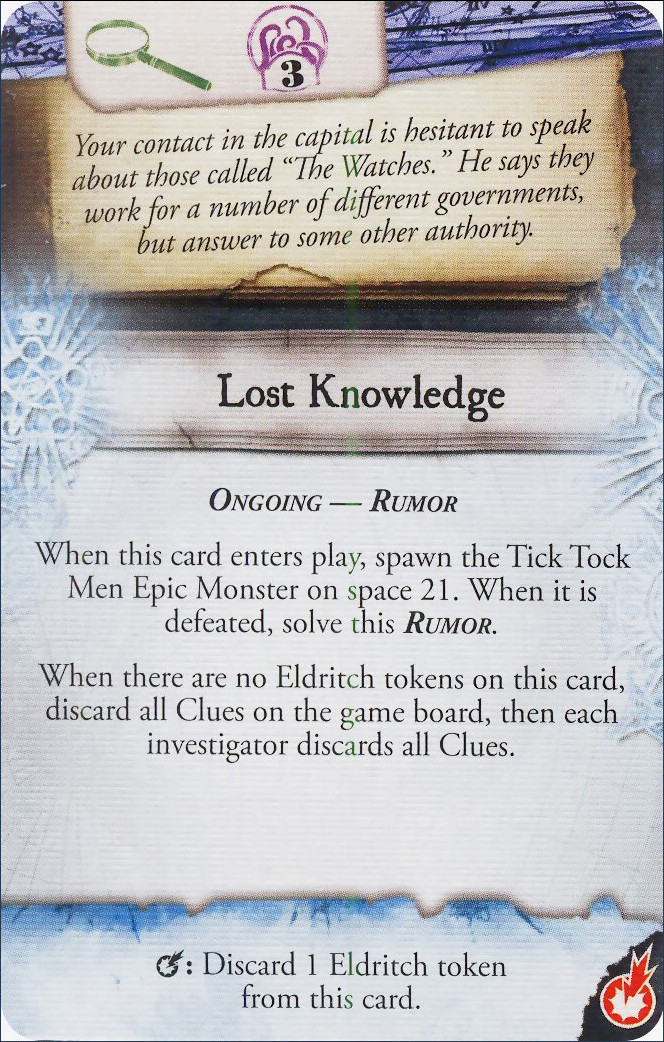 3
Your contact in the capital is hesitant to speak
about those called “The Watches.” He says they
work for a number of different governments,
but answer to some other authority.
Lost Knowledge
ONGOING — RUMOR
When this card enters play, spawn the Tick Tock
Men Epic Monster on space 21. When it is
defeated, solve this RUMOR.
When there are no Eldritch tokens on this card,
discard all Clues on the game board, then each
investigator discards all Clues.
: Discard 1 Eldritch token
from this card.